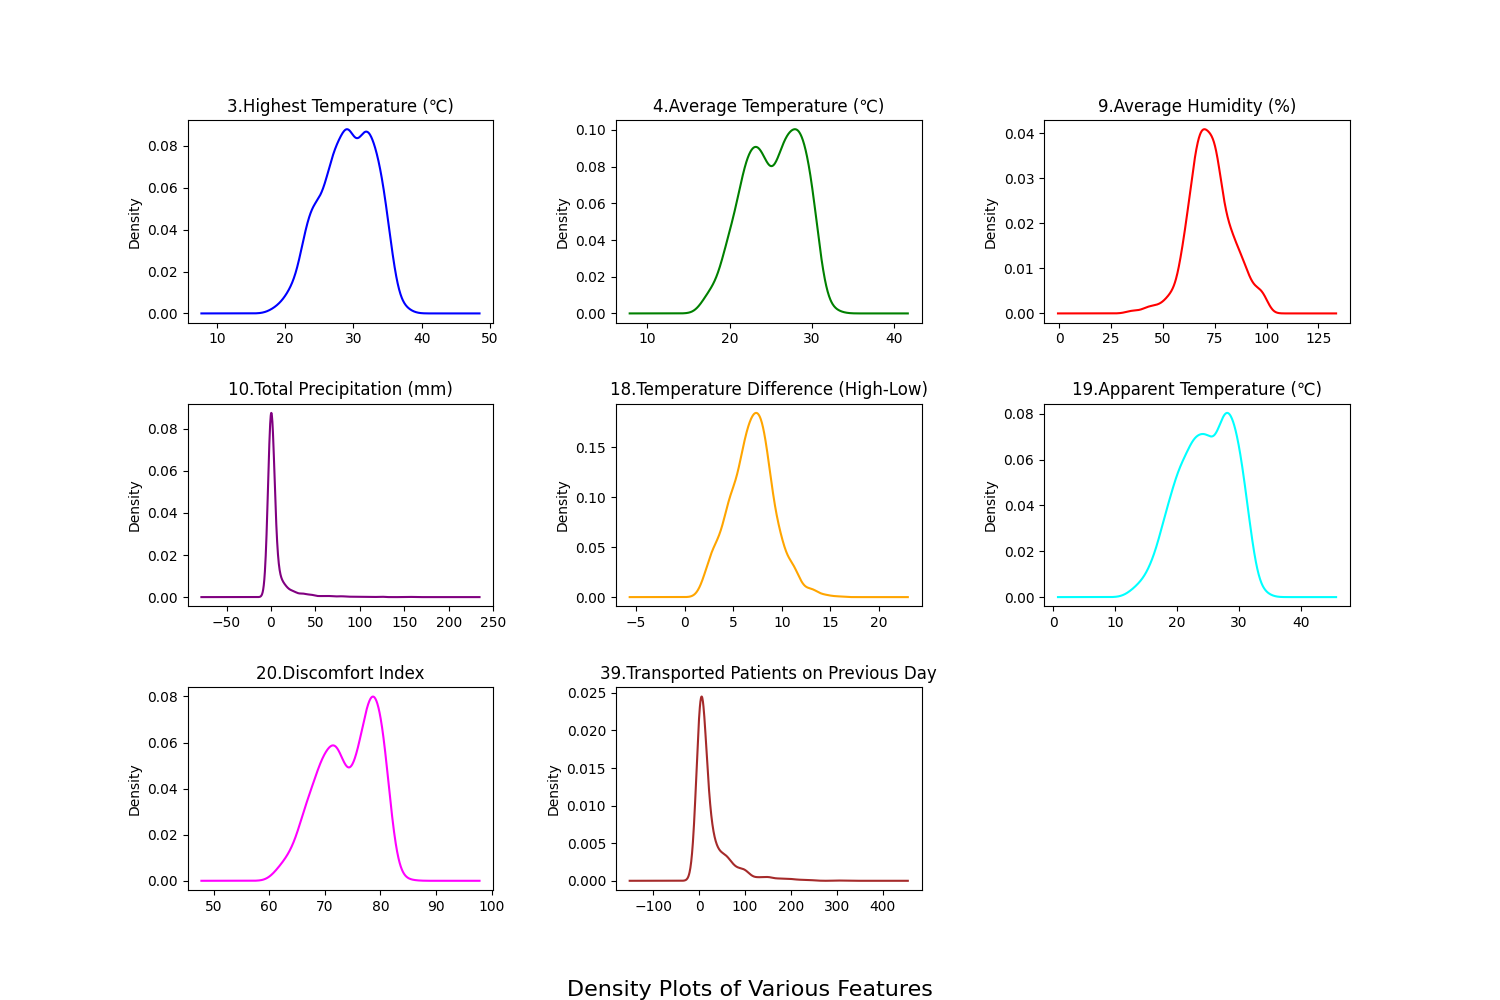 3.Highest Temperature (℃)
Density
0.08
0.06
0.04
0.02
0.00
10 20 30 40 50
4.Average Temperature (℃)
Density
0.10
0.08
0.06
0.04
0.02
0.00
10 20 30 40
9.Average Humidity (%)
Density
0.04
0.03
0.02
0.01
0.00
0 25 50 75 100 125
10.Total Precipitation (mm)
Density
0.08
0.06
0.04
0.02
0.00
−50 0 50 100 150 200 250
18.Temperature Difference (High-Low)
Density
0.15
0.10
0.05
0.00
−5 0 5 10 15 20
19.Apparent Temperature (℃)
Density
0.08
0.06
0.04
0.02
0.00
0 10 20 30 40
20.Discomfort Index
Density
0.08
0.06
0.04
0.02
0.00
50 60 70 80 90 100
39.Transported Patients on Previous Day
Density
0.025
0.020
0.015
0.010
0.005
0.000
−100 0 100 200 300 400
Density Plots of Various Features